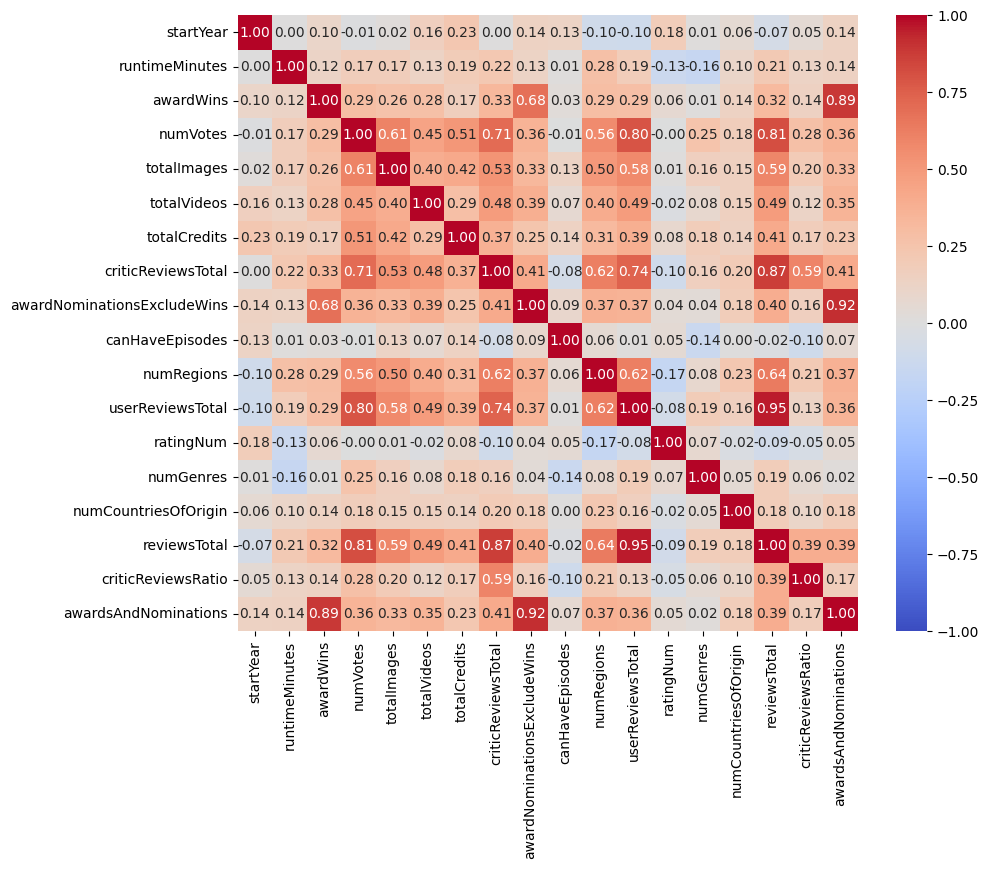 startYear 1.00 0.00 0.10 -0.01 0.02 0.16 0.23 0.00 0.14 0.13 -0.10 -0.10 0.18 0.01 0.06 -0.07 0.05 0.14
runtimeMinutes 0.00 1.00 0.12 0.17 0.17 0.13 0.19 0.22 0.13 0.01 0.28 0.19 -0.13 -0.16 0.10 0.21 0.13 0.14
awardWins 0.10 0.12 1.00 0.29 0.26 0.28 0.17 0.33 0.68 0.03 0.29 0.29 0.06 0.01 0.14 0.32 0.14 0.89
numVotes -0.01 0.17 0.29 1.00 0.61 0.45 0.51 0.71 0.36 -0.01 0.56 0.80 -0.00 0.25 0.18 0.81 0.28 0.36
totalImages 0.02 0.17 0.26 0.61 1.00 0.40 0.42 0.53 0.33 0.13 0.50 0.58 0.01 0.16 0.15 0.59 0.20 0.33
totalVideos 0.16 0.13 0.28 0.45 0.40 1.00 0.29 0.48 0.39 0.07 0.40 0.49 -0.02 0.08 0.15 0.49 0.12 0.35
totalCredits 0.23 0.19 0.17 0.51 0.42 0.29 1.00 0.37 0.25 0.14 0.31 0.39 0.08 0.18 0.14 0.41 0.17 0.23
criticReviewsTotal 0.00 0.22 0.33 0.71 0.53 0.48 0.37 1.00 0.41 -0.08 0.62 0.74 -0.10 0.16 0.20 0.87 0.59 0.41
awardNominationsExcludeWins 0.14 0.13 0.68 0.36 0.33 0.39 0.25 0.41 1.00 0.09 0.37 0.37 0.04 0.04 0.18 0.40 0.16 0.92
canHaveEpisodes 0.13 0.01 0.03 -0.01 0.13 0.07 0.14 -0.08 0.09 1.00 0.06 0.01 0.05 -0.14 0.00 -0.02 -0.10 0.07
numRegions -0.10 0.28 0.29 0.56 0.50 0.40 0.31 0.62 0.37 0.06 1.00 0.62 -0.17 0.08 0.23 0.64 0.21 0.37
userReviewsTotal -0.10 0.19 0.29 0.80 0.58 0.49 0.39 0.74 0.37 0.01 0.62 1.00 -0.08 0.19 0.16 0.95 0.13 0.36
ratingNum 0.18 -0.13 0.06 -0.00 0.01 -0.02 0.08 -0.10 0.04 0.05 -0.17 -0.08 1.00 0.07 -0.02 -0.09 -0.05 0.05
numGenres 0.01 -0.16 0.01 0.25 0.16 0.08 0.18 0.16 0.04 -0.14 0.08 0.19 0.07 1.00 0.05 0.19 0.06 0.02
numCountriesOfOrigin 0.06 0.10 0.14 0.18 0.15 0.15 0.14 0.20 0.18 0.00 0.23 0.16 -0.02 0.05 1.00 0.18 0.10 0.18
reviewsTotal -0.07 0.21 0.32 0.81 0.59 0.49 0.41 0.87 0.40 -0.02 0.64 0.95 -0.09 0.19 0.18 1.00 0.39 0.39
criticReviewsRatio 0.05 0.13 0.14 0.28 0.20 0.12 0.17 0.59 0.16 -0.10 0.21 0.13 -0.05 0.06 0.10 0.39 1.00 0.17
awardsAndNominations 0.14 0.14 0.89 0.36 0.33 0.35 0.23 0.41 0.92 0.07 0.37 0.36 0.05 0.02 0.18 0.39 0.17 1.00
startYear
runtimeMinutes
awardWins
numVotes
totalImages
totalVideos
totalCredits
criticReviewsTotal
awardNominationsExcludeWins
canHaveEpisodes
numRegions
userReviewsTotal
ratingNum
numGenres
numCountriesOfOrigin
reviewsTotal
criticReviewsRatio
awardsAndNominations
1.00
0.75
0.50
0.25
0.00
−0.25
−0.50
−0.75
−1.00